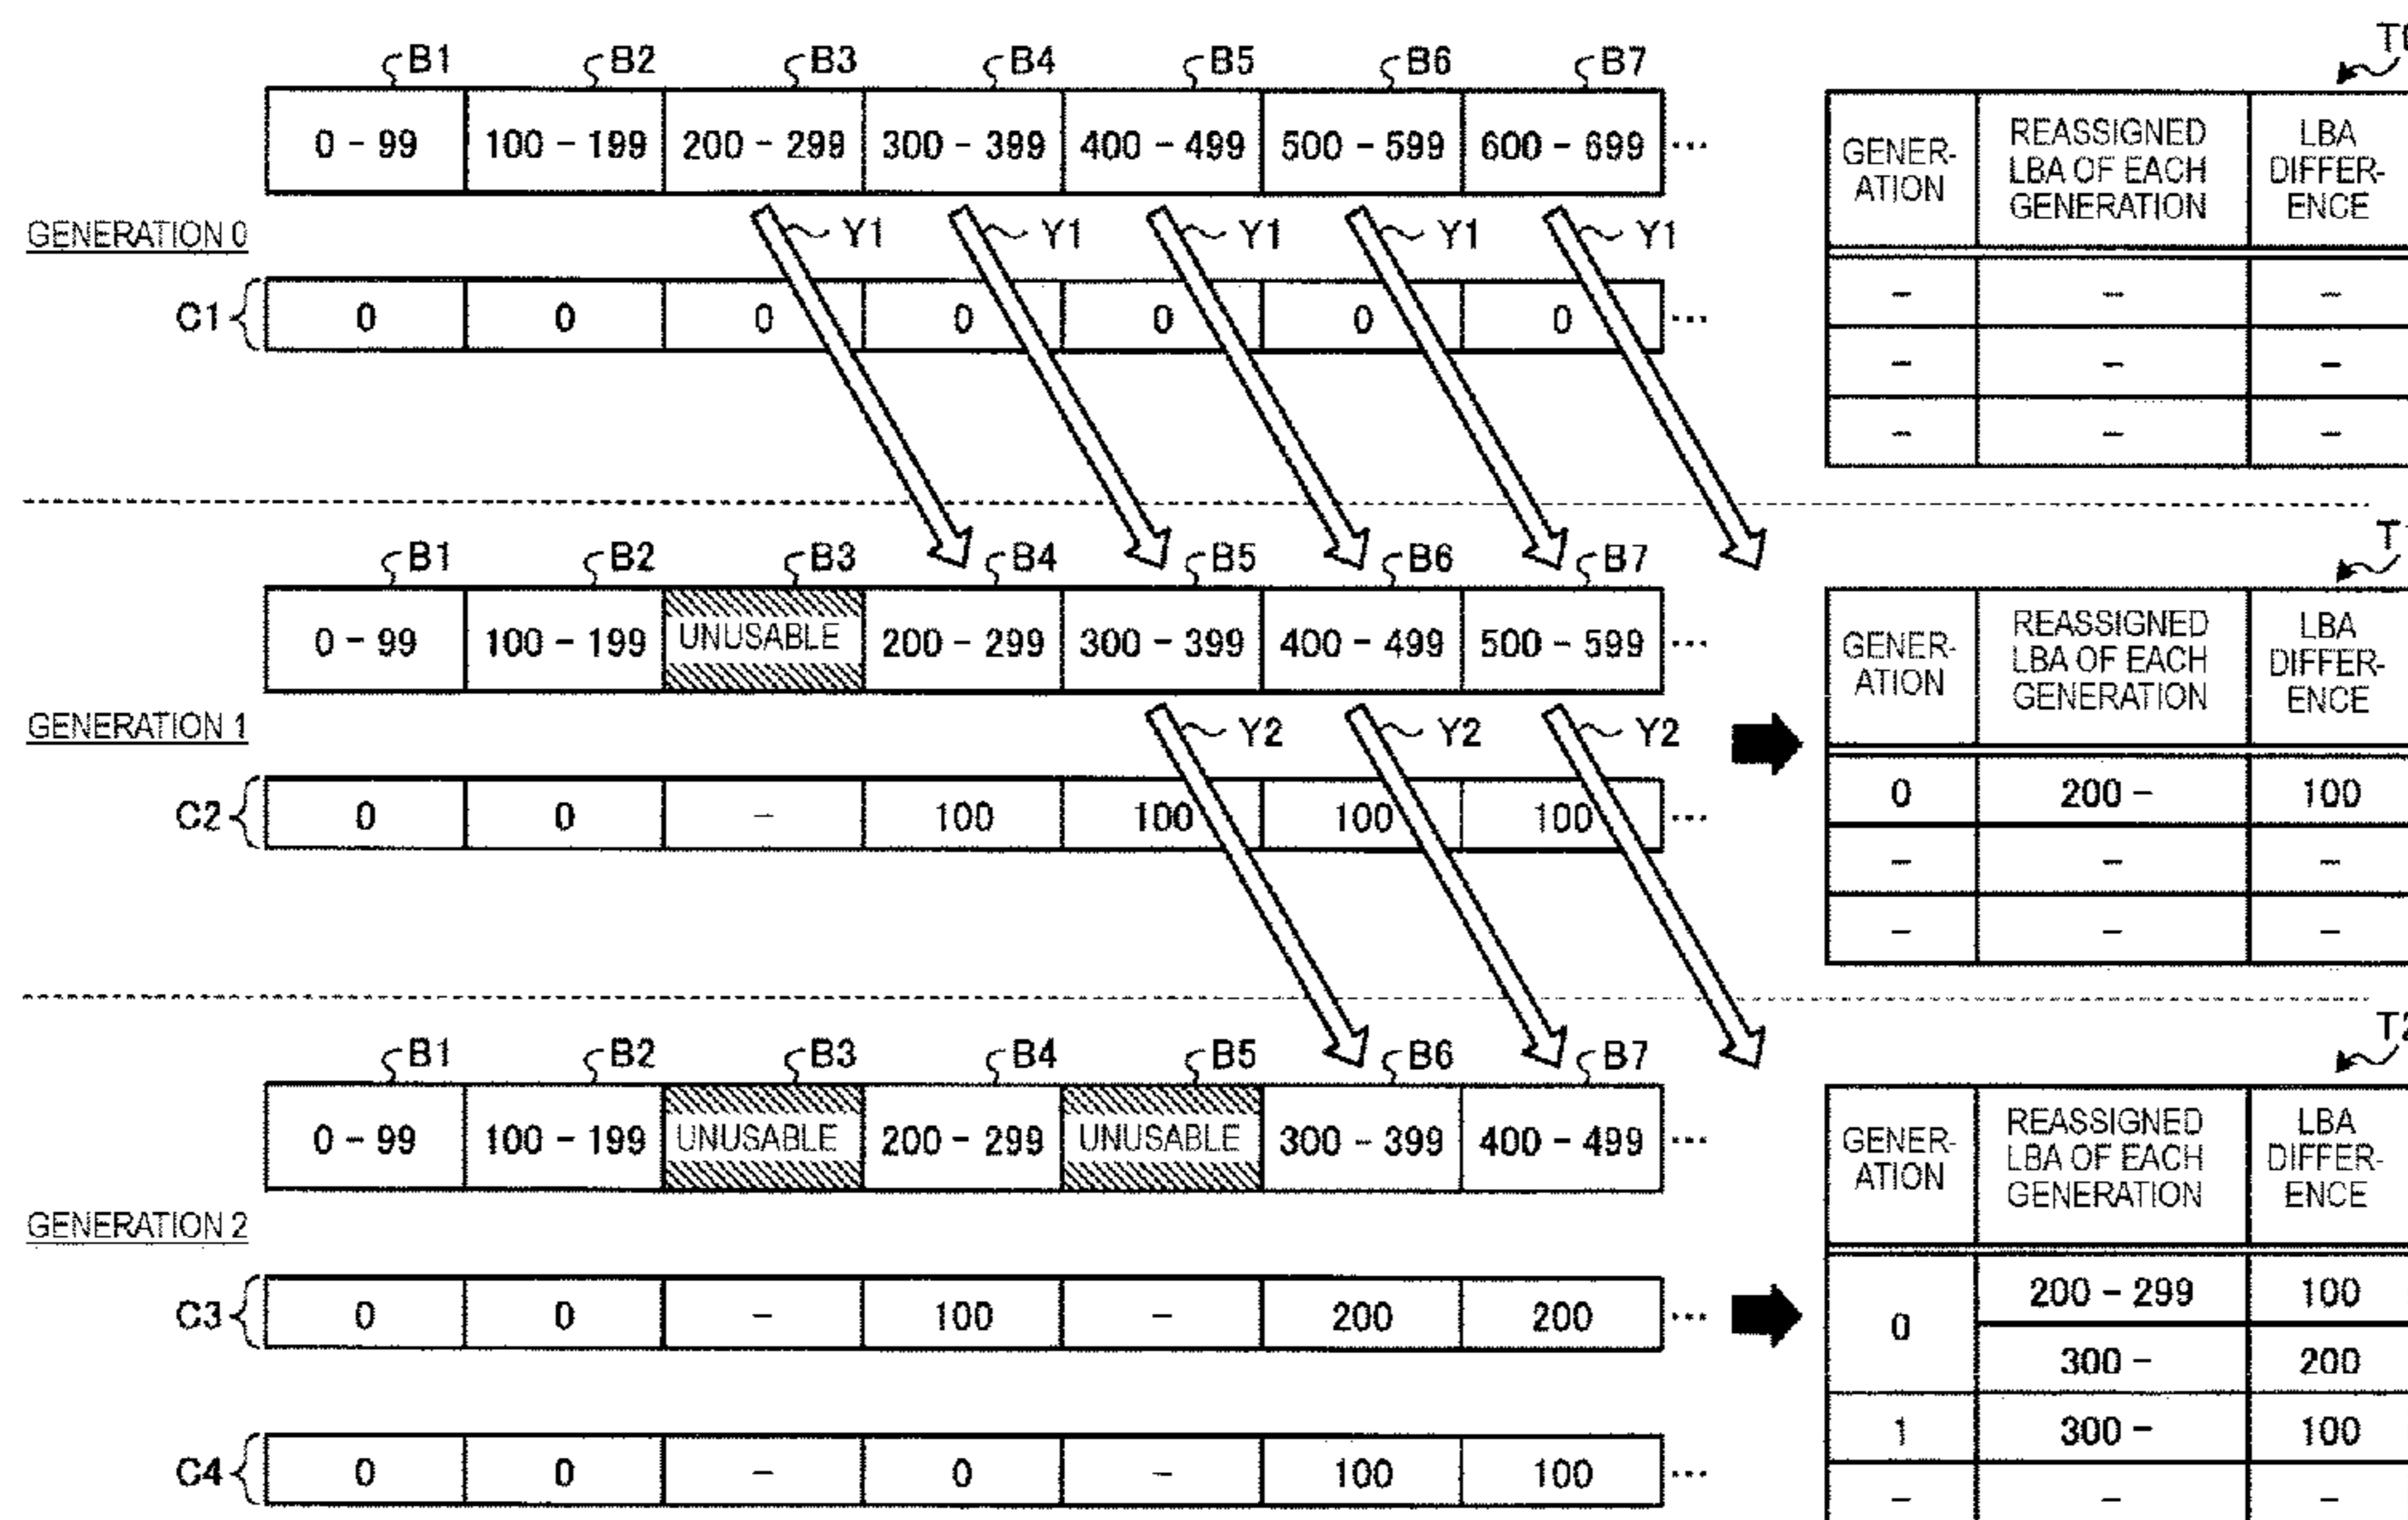 B1 B2 B3 B4 B5 B6 B7
0 - 99 100 - 199 200 - 299 300 - 399 400 - 499 500 - 599 600 - 699 ...
GENERATION 0
Y1 Y1 Y1 Y1 Y1
C1 0 0 0 0 0 0 0 ...
GENER-
ATION
REASSIGNED
LBA OF EACH
GENERATION
LBA
DIFFER-
ENCE
- - -
- - -
- - -
B1 B2 B3 B4 B5 B6 B7
0 - 99 100 - 199 UNUSABLE 200 - 299 300 - 399 400 - 499 500 - 599 ...
GENERATION 1
Y2 Y2 Y2
C2 0 0 - 100 100 100 100 ...
GENER-
ATION
REASSIGNED
LBA OF EACH
GENERATION
LBA
DIFFER-
ENCE
0 200 - 100
- - -
- - -
T2
B1 B2 B3 B4 B5 B6 B7
0 - 99 100 - 199 UNUSABLE 200 - 299 UNUSABLE 300 - 399 400 - 499 ...
GENERATION 2
C3 0 0 - 100 - 200 200 ...
C4 0 0 - 0 - 100 100 ...
GENER-
ATION
REASSIGNED
LBA OF EACH
GENERATION
LBA
DIFFER-
ENCE
0 200 - 299 100
300 - 200
1 300 - 100
- - -